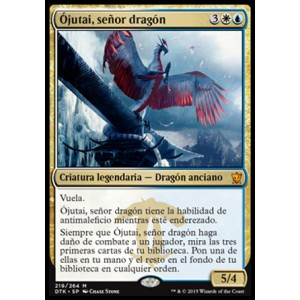 Ójutai, señor dragón
3
Criatura legendaria — Dragón anciano
Vuela.
Ójutai, señor dragón tiene la habilidad de
antimaleficio mientras esté enderezado.
Siempre que Ójutai, señor dragón haga
daño de combate a un jugador, mira las tres
primeras cartas de tu biblioteca. Pon una de
ellas en tu mano y el resto en el fondo de tu
biblioteca en cualquier orden.
5/4
219/264 M
DTK • SP Chase Stone
™ & © 2015 Wizards of the Coast